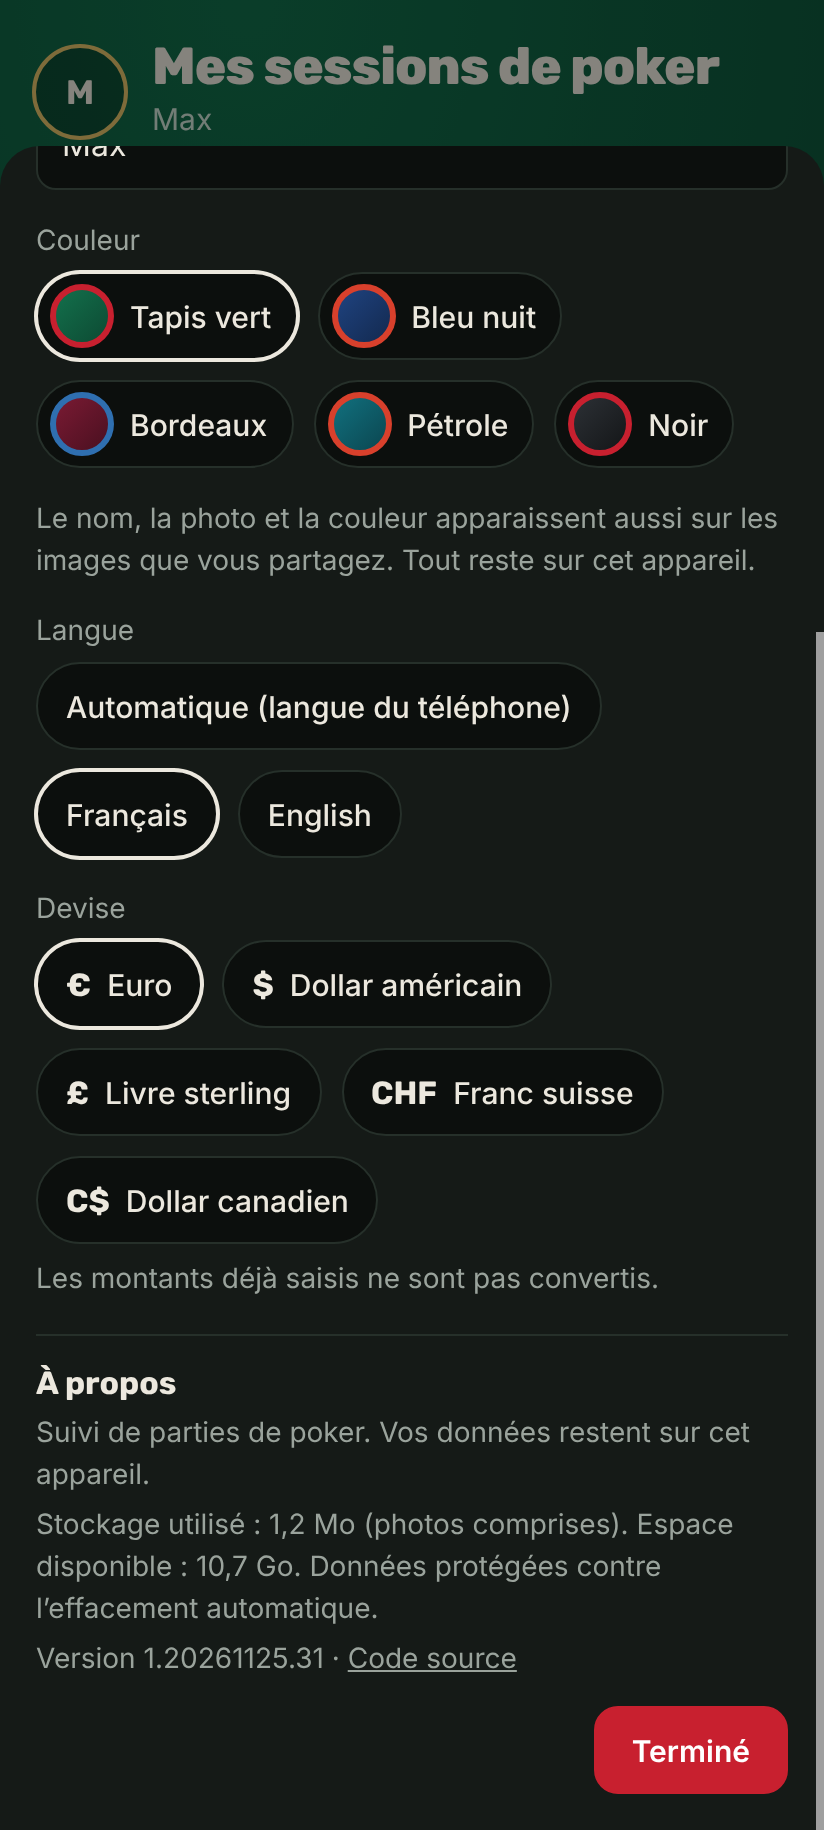 M
Mes sessions de poker
Max
Max
Couleur
Tapis vert
Bleu nuit
Bordeaux
Pétrole
Noir
Le nom, la photo et la couleur apparaissent aussi sur les
images que vous partagez. Tout reste sur cet appareil.
Langue
Automatique (langue du téléphone)
Français
English
Devise
€ Euro
$ Dollar américain
£ Livre sterling
CHF Franc suisse
C$ Dollar canadien
Les montants déjà saisis ne sont pas convertis.
À propos
Suivi de parties de poker. Vos données restent sur cet
appareil.
Stockage utilisé : 1,2 Mo (photos comprises). Espace
disponible : 10,7 Go. Données protégées contre
l’effacement automatique.
Version 1.20261125.31 · Code source
Terminé